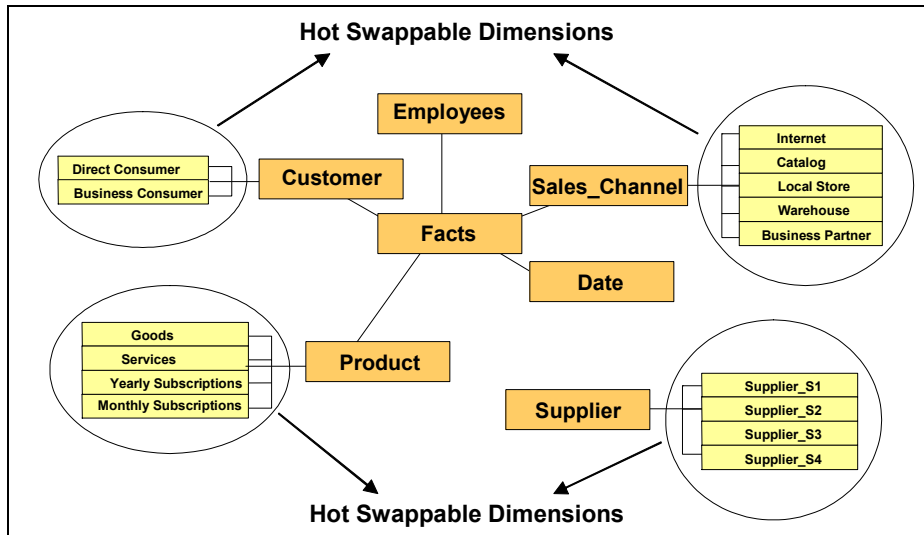 Hot Swappable Dimensions
Employees
Direct Consumer
Business Consumer
Customer
Sales_Channel
Internet
Catalog
Local Store
Warehouse
Business Partner
Facts
Date
Goods
Services
Yearly Subscriptions
Monthly Subscriptions
Product
Supplier
Supplier_S1
Supplier_S2
Supplier_S3
Supplier_S4
Hot Swappable Dimensions